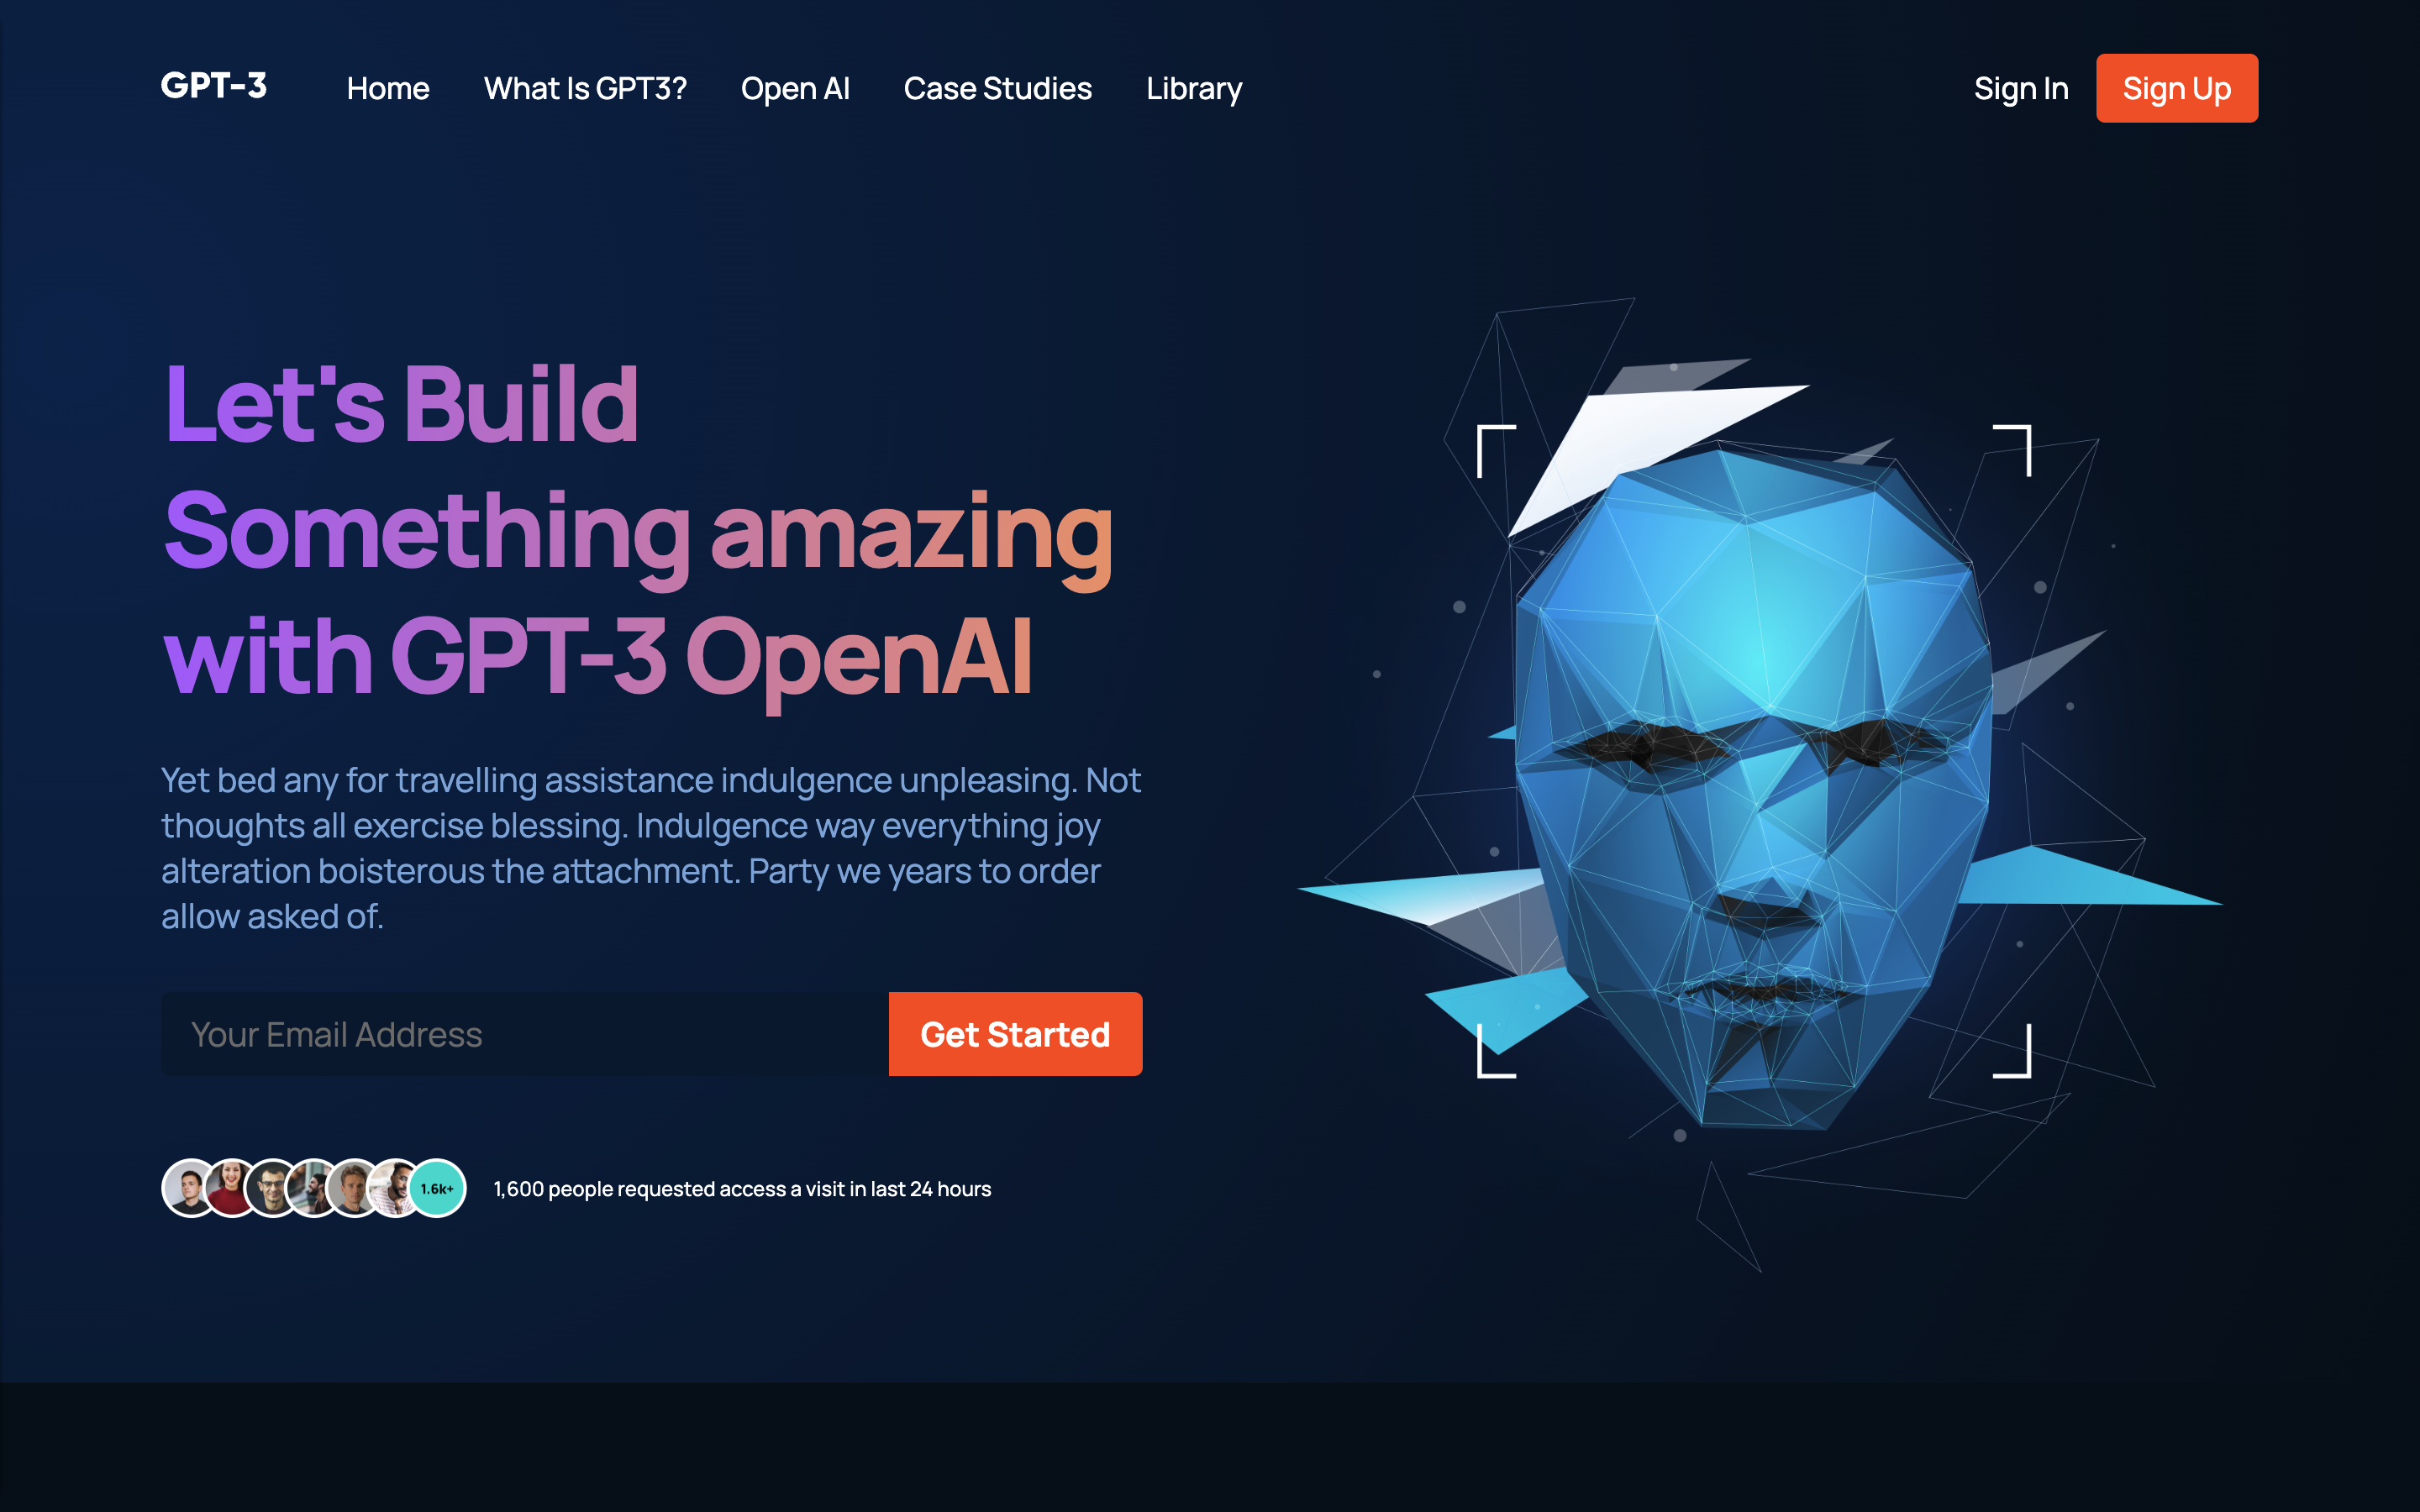 GPT-3
Home
What Is GPT3?
Open AI
Case Studies
Library
Sign In
Sign Up
Let's Build
Something amazing
with GPT-3 OpenAI
Yet bed any for travelling assistance indulgence unpleasing. Not
thoughts all exercise blessing. Indulgence way everything joy
alteration boisterous the attachment. Party we years to order
allow asked of.
Your Email Address
Get Started
1.6k+
1,600 people requested access a visit in last 24 hours